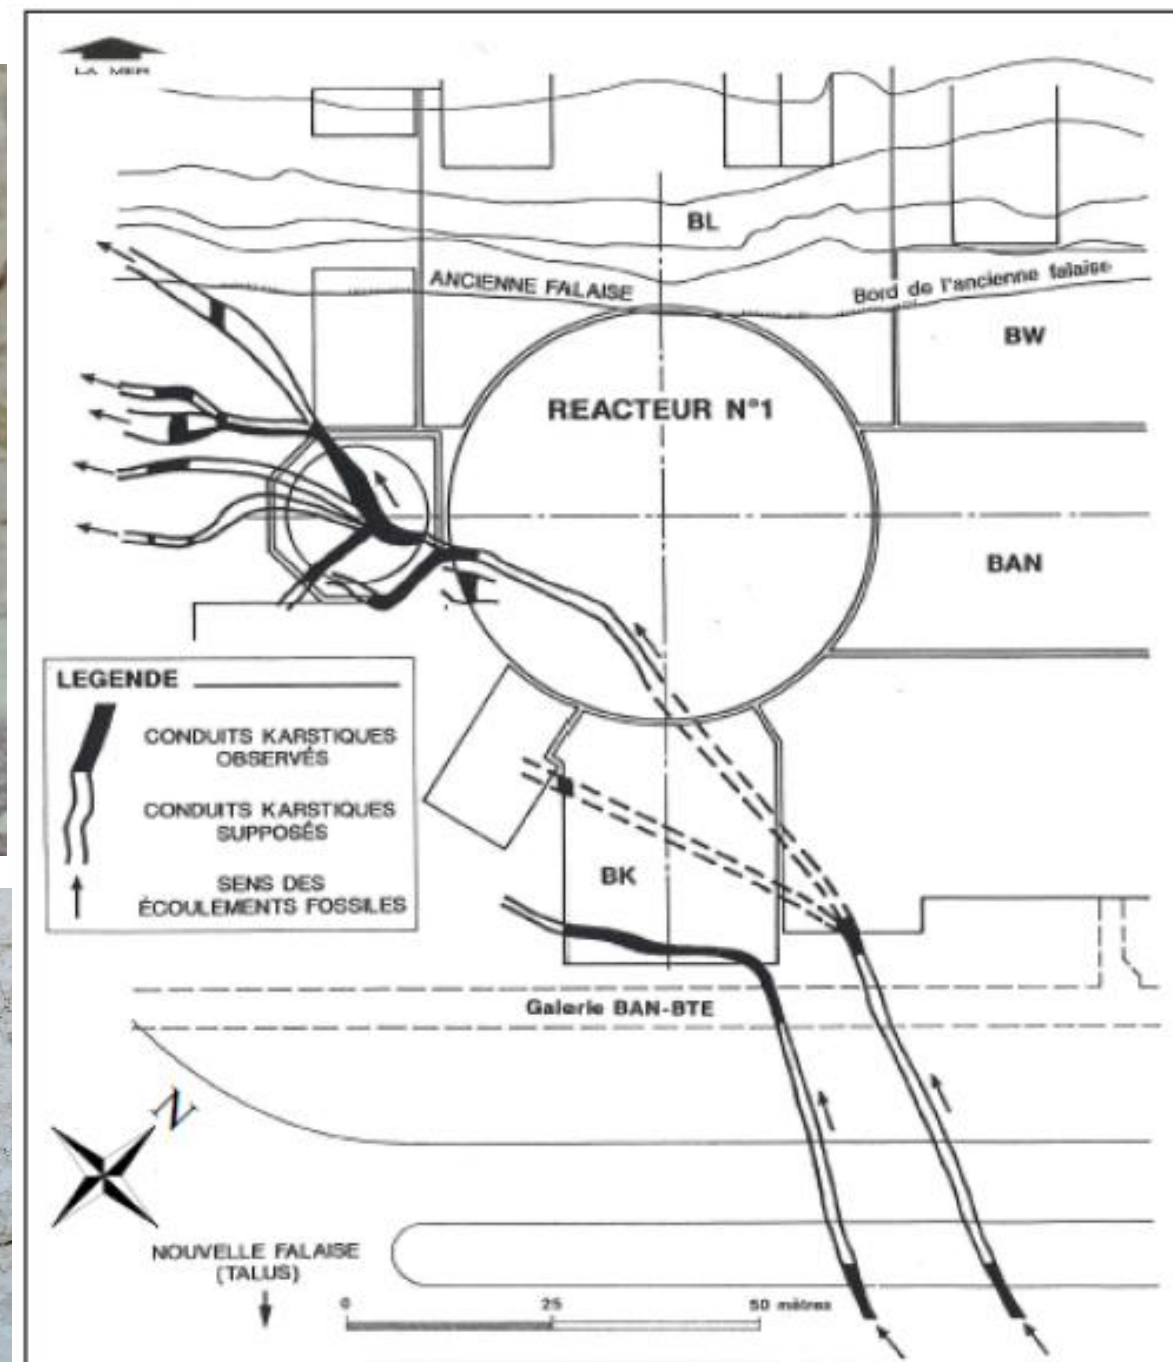 LA MER
BL
ANCIENNE FALAISE
Bord de l'ancienne falaise
BW
REACTEUR N°1
BAN
LEGENDE
CONDUITS KARSTIQUES
OBSERVÉS
CONDUITS KARSTIQUES
SUPPOSÉS
SENS DES
ÉCOULEMENTS FOSSILES
BK
Galerie BAN-BTE
N
NOUVELLE FALAISE
(TALUS)
0 25 50 mètres